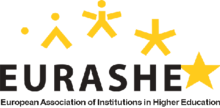 EURASHE
European Association of Institutions in Higher Education